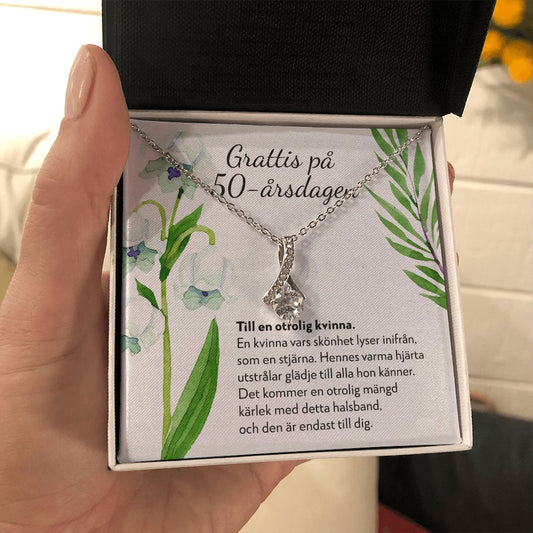 Grattis på
50-årsdagen
Till en otrolig kvinna.
En kvinna vars skönhet lyser inifrån,
som en stjärna. Hennes varma hjärta
utstrålar glädje till alla hon känner.
Det kommer en otrolig mängd
kärlek med detta halsband,
och den är endast till dig.